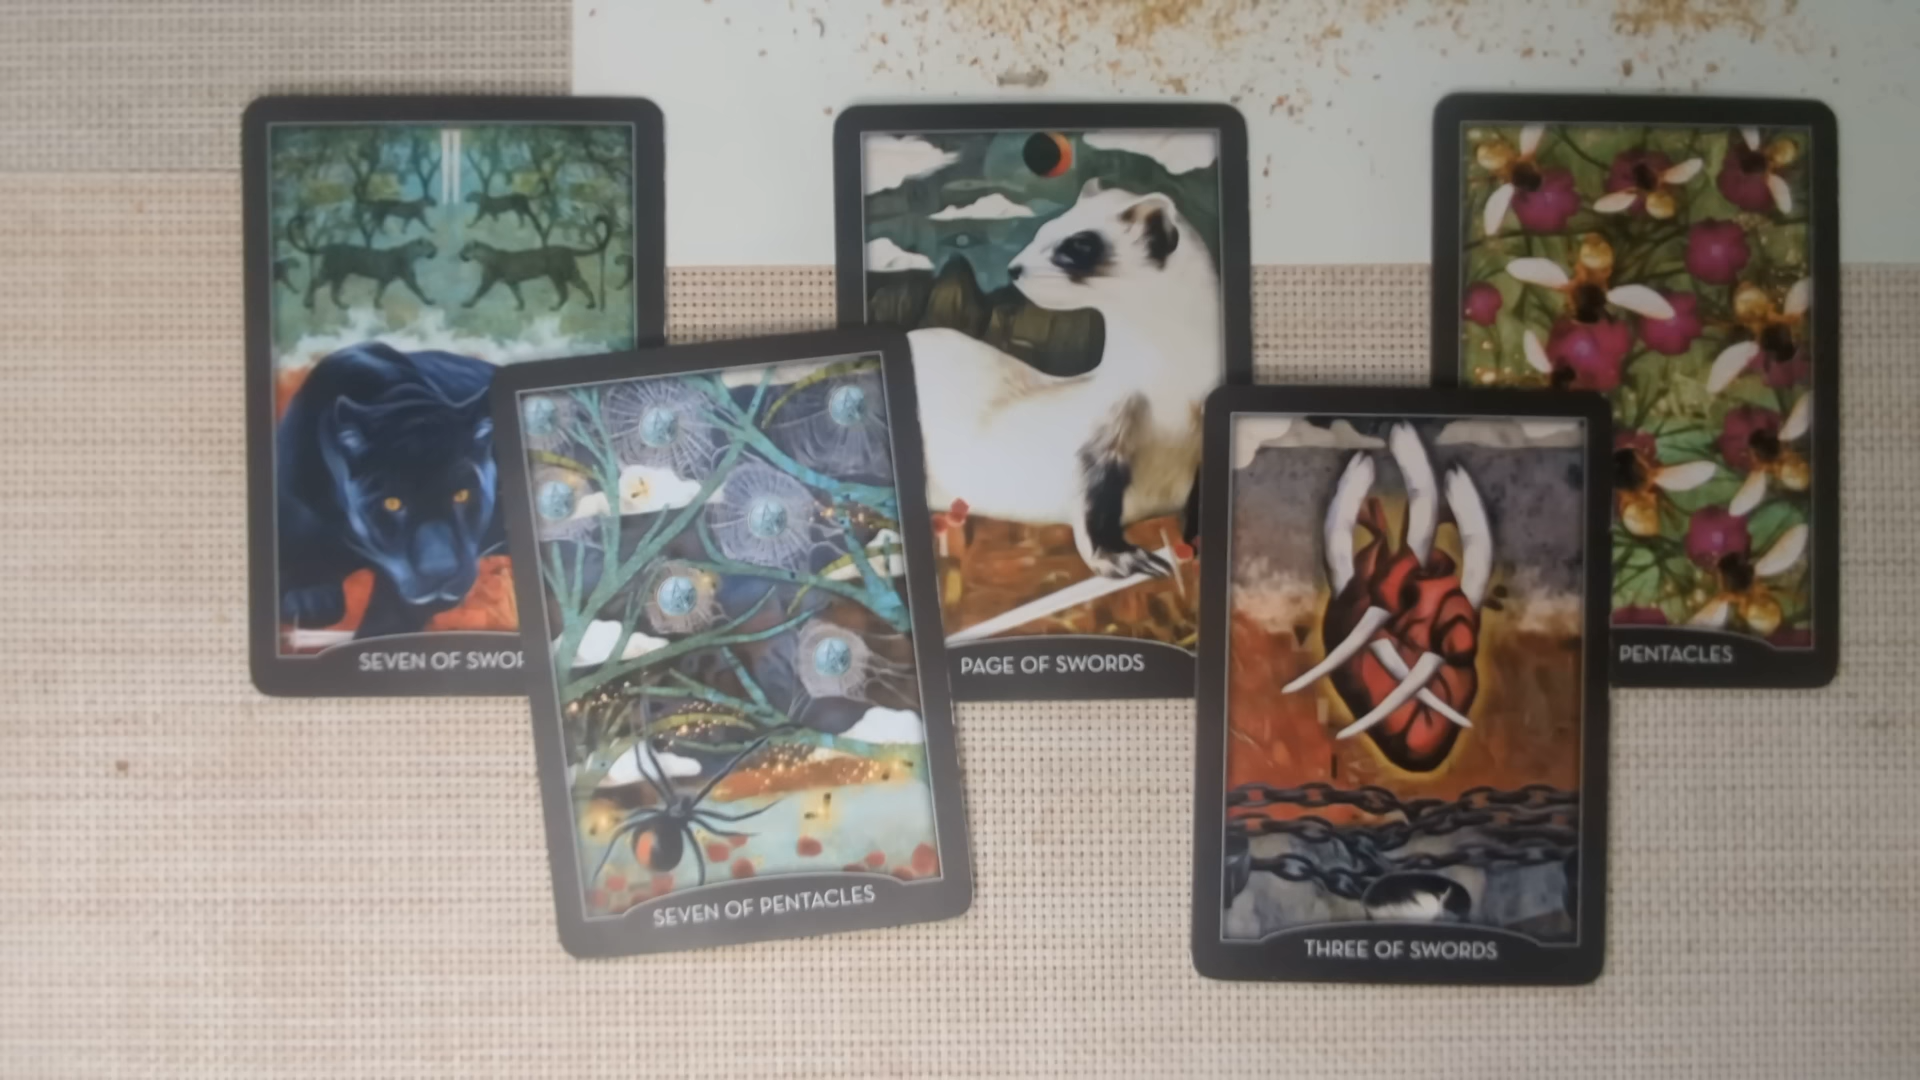 SEVEN OF SWOR
PAGE OF SWORDS
PENTACLES
SEVEN OF PENTACLES
THREE OF SWORDS